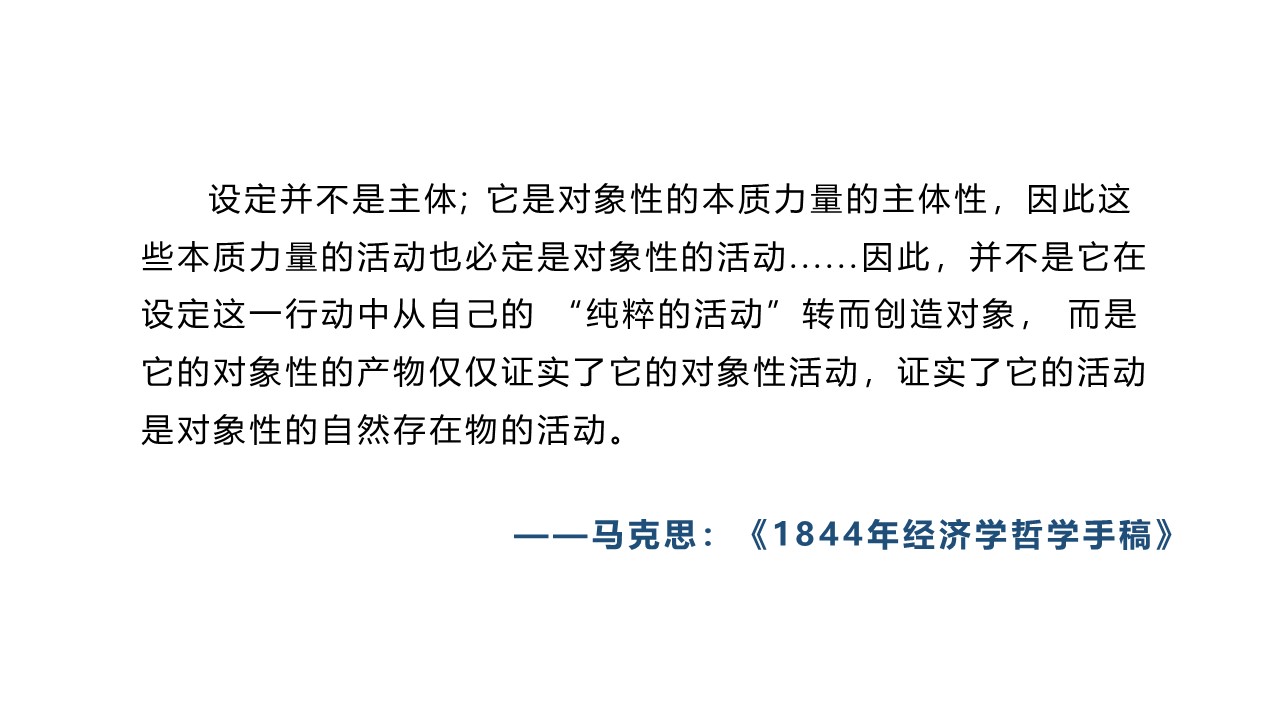 设定并不是主体; 它是对象性的本质力量的主体性，因此这
些本质力量的活动也必定是对象性的活动……因此，并不是它在
设定这一行动中从自己的 “纯粹的活动”转而创造对象， 而是
它的对象性的产物仅仅证实了它的对象性活动，证实了它的活动
是对象性的自然存在物的活动。
——马克思：《1844年经济学哲学手稿》